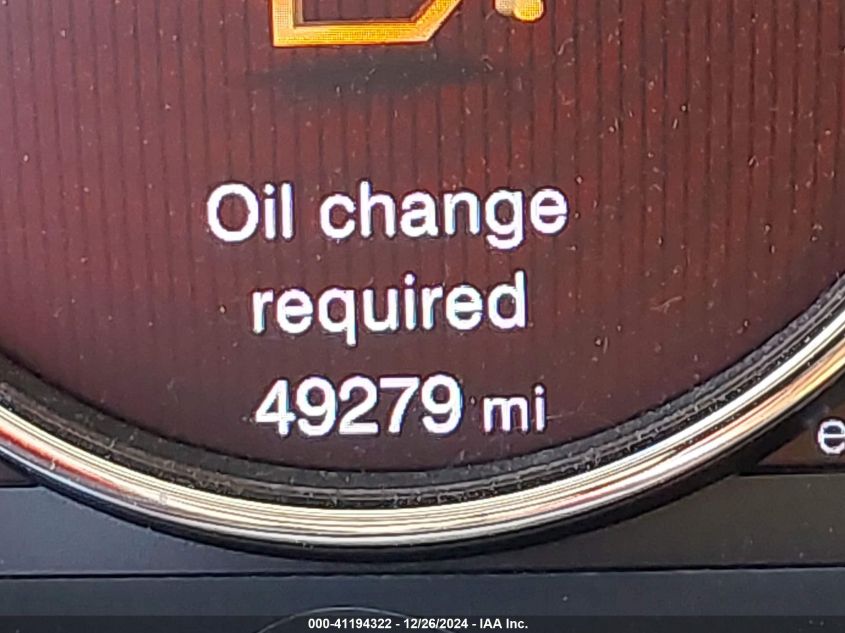 Oil change
required
49279 mi
e
000-41194322 - 12/26/2024 - IAA Inc.